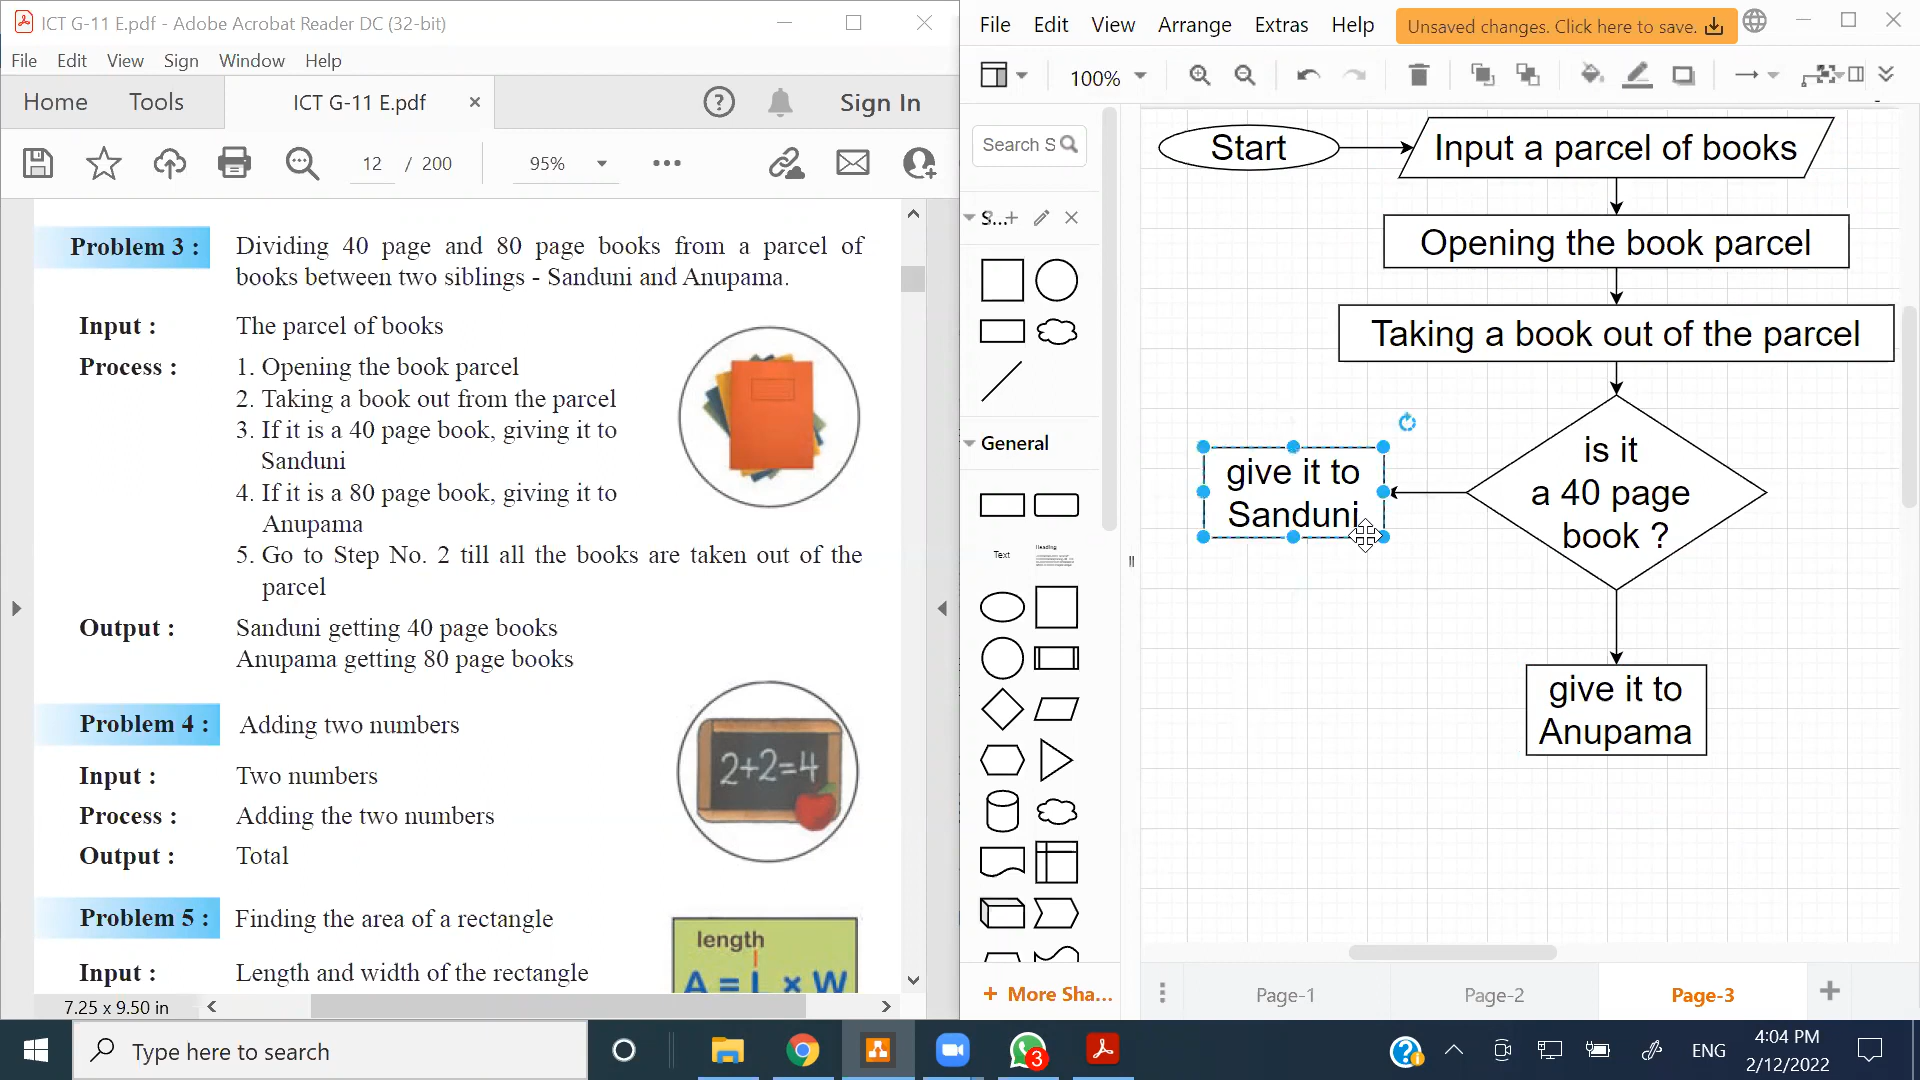 ICT G-11 E.pdf - Adobe Acrobat Reader DC (32-bit)
File Edit View Sign Window Help
Home Tools ICT G-11 E.pdf × Sign In
12 / 200 95%
Problem 3 : Dividing 40 page and 80 page books from a parcel of
books between two siblings - Sanduni and Anupama.
Input : The parcel of books
Process : 1. Opening the book parcel
2. Taking a book out from the parcel
3. If it is a 40 page book, giving it to
Sanduni
4. If it is a 80 page book, giving it to
Anupama
5. Go to Step No. 2 till all the books are taken out of the
parcel
Output : Sanduni getting 40 page books
Anupama getting 80 page books
Problem 4 : Adding two numbers
Input : Two numbers
Process : Adding the two numbers
Output : Total
2+2=4
Problem 5 : Finding the area of a rectangle
Input : Length and width of the rectangle
length
A = L × W
7.25 x 9.50 in
File Edit View Arrange Extras Help Unsaved changes. Click here to save.
100%
Search S
S...
General
Text
Heading
More Sha...
Start
Input a parcel of books
Opening the book parcel
Taking a book out of the parcel
is it
a 40 page
book ?
give it to
Sanduni
give it to
Anupama
Page-1 Page-2 Page-3
Type here to search
3
ENG
4:04 PM
2/12/2022